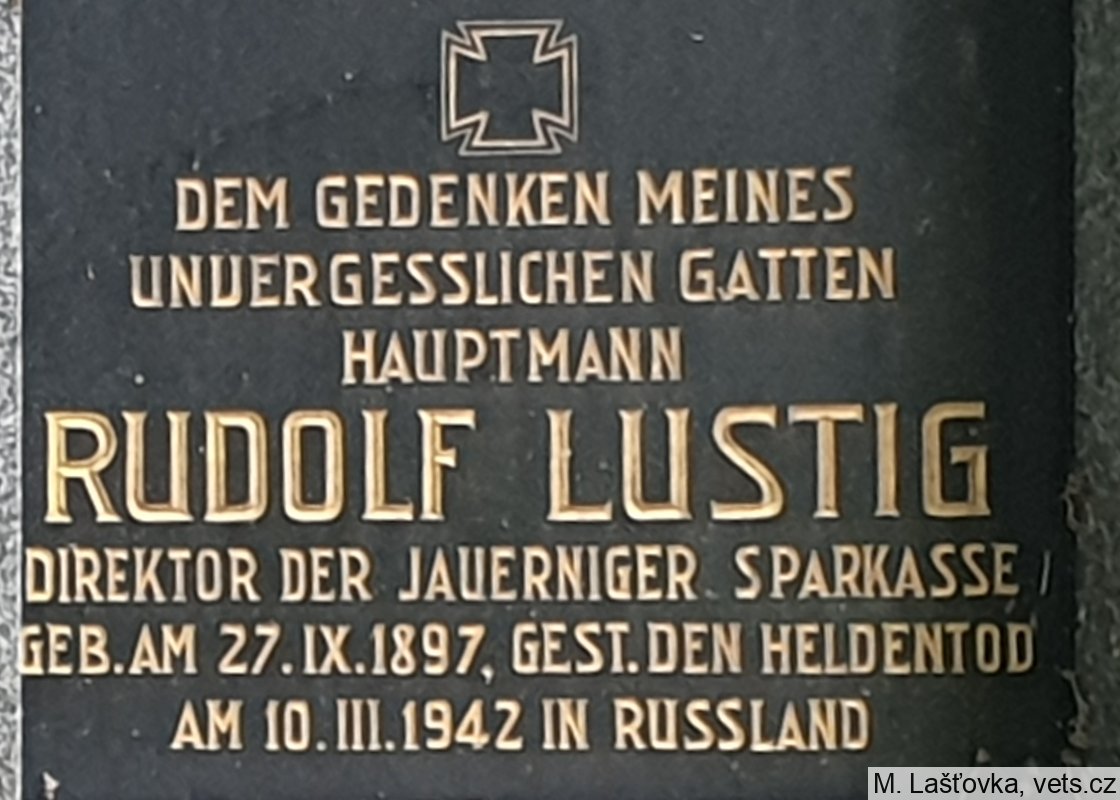 DEM GEDENKEN MEINES
UNVERGESSLICHEN GATTEN
HAUPTMANN
RUDOLF LUSTIG
DIREKTOR DER JAUERNIGER SPARKASSE /
GEB. AM 27. IX. 1897, GEST. DEN HELDENTOD
AM 10. III. 1942 IN RUSSLAND
M. Lašťovka, vets.cz